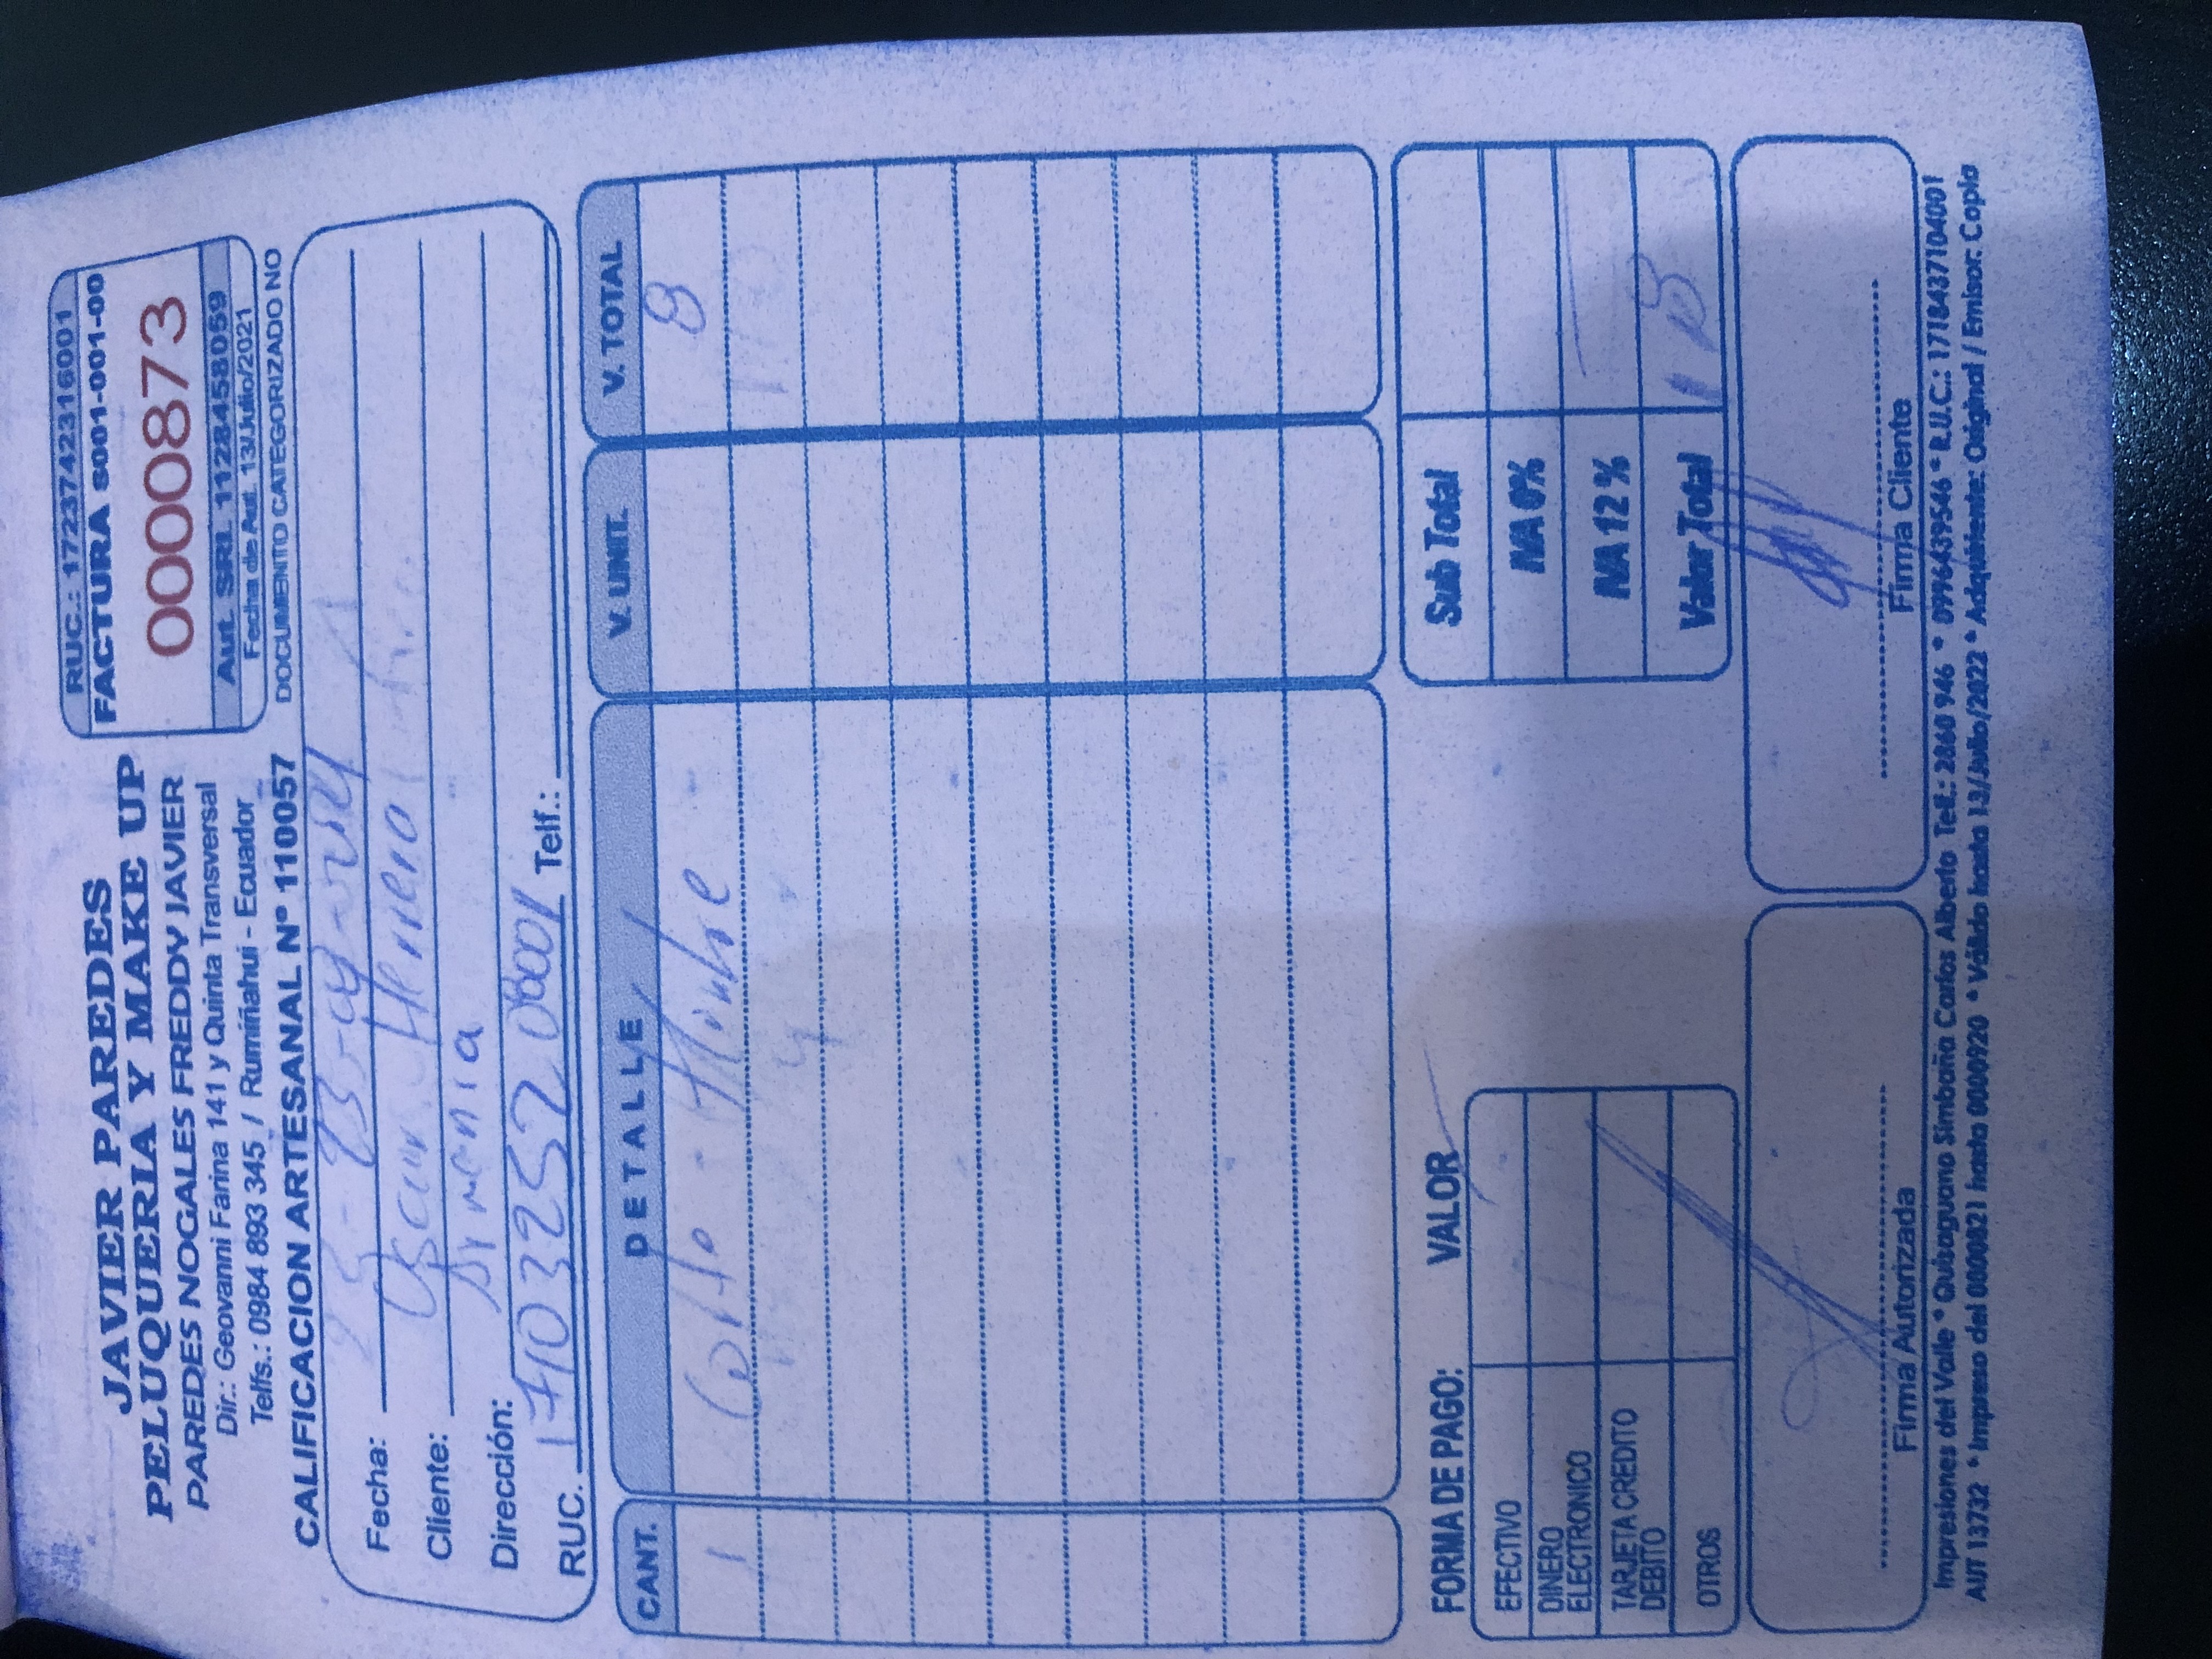 JAVIER PAREDES
PELUQUERIA Y MAKE UP
PAREDES NOGALES FREDDY JAVIER
Dir.: Geovanni Farina 141 y Quinta Transversal
Telfs.: 0984 893 345 / Rumiñahui - Ecuador
CALIFICACION ARTESANAL Nº 110057
RUC.: 1723742316001
FACTURA S001-001-00
0000873
Aut. SRI. 1128458059
Fecha de Aut. 13/Julio/2021
DOCUMENTO CATEGORIZADO NO
Fecha:
Cliente: Oscar Herrera
Dirección: Armenia
RUC. 1710325208001 Telf.:
CANT. DETALLE V. UNIT. V. TOTAL
1 Corte - Hombre 8
FORMA DE PAGO: VALOR
EFECTIVO
DINERO ELECTRONICO
TARJETA CREDITO DEBITO
OTROS
Sub Total
IVA 0%
IVA 12 %
Valor Total
Firma Autorizada
Firma Cliente
Impresiones del Valle * Quisaguano Simbaña Carlos Alberto Telf.: 2860 946 * 0996439546 * R.U.C.: 1718437104001
AUT 13732 * Impreso del 0000821 hasta 0000920 * Válido hasta 13/Julio/2022 * Adquiriente: Original / Emisor: Copia